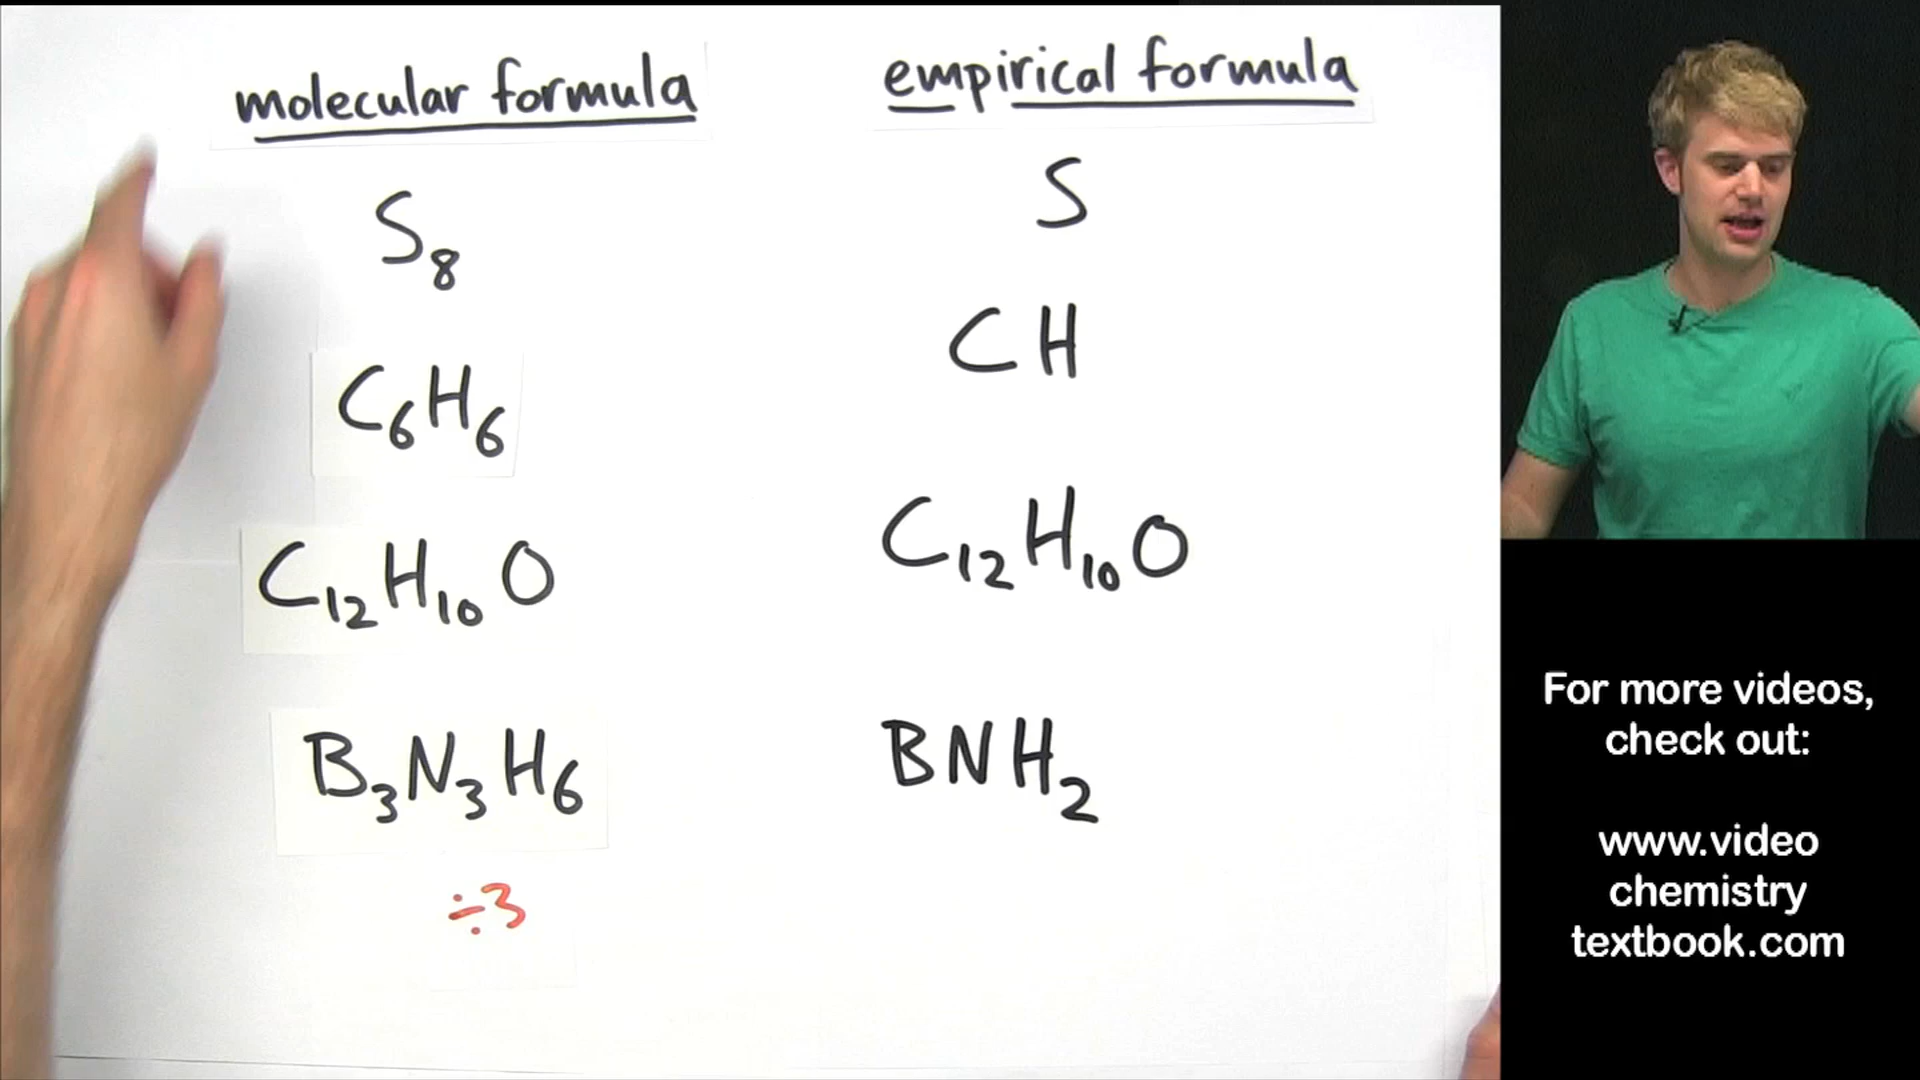 molecular formula
empirical formula
S₈
S
C₆H₆
CH
C₁₂H₁₀O
C₁₂H₁₀O
B₃N₃H₆
BNH₂
÷3
For more videos,
check out:
www.video
chemistry
textbook.com